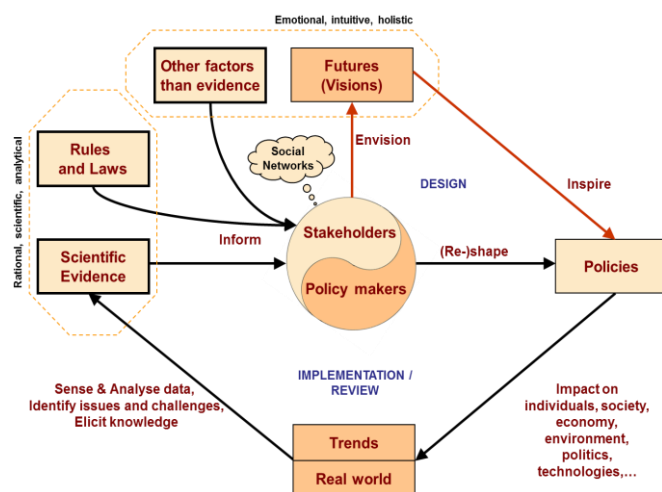 Emotional, intuitive, holistic
Other factors
than evidence
Futures
(Visions)
Rational, scientific, analytical
Rules
and Laws
Social
Networks
Envision
DESIGN
Inspire
Inform
Scientific
Evidence
Stakeholders
Policy makers
(Re-)shape
Policies
IMPLEMENTATION /
REVIEW
Sense & Analyse data,
Identify issues and challenges,
Elicit knowledge
Impact on
individuals, society,
economy,
environment,
politics,
technologies,...
Trends
Real world